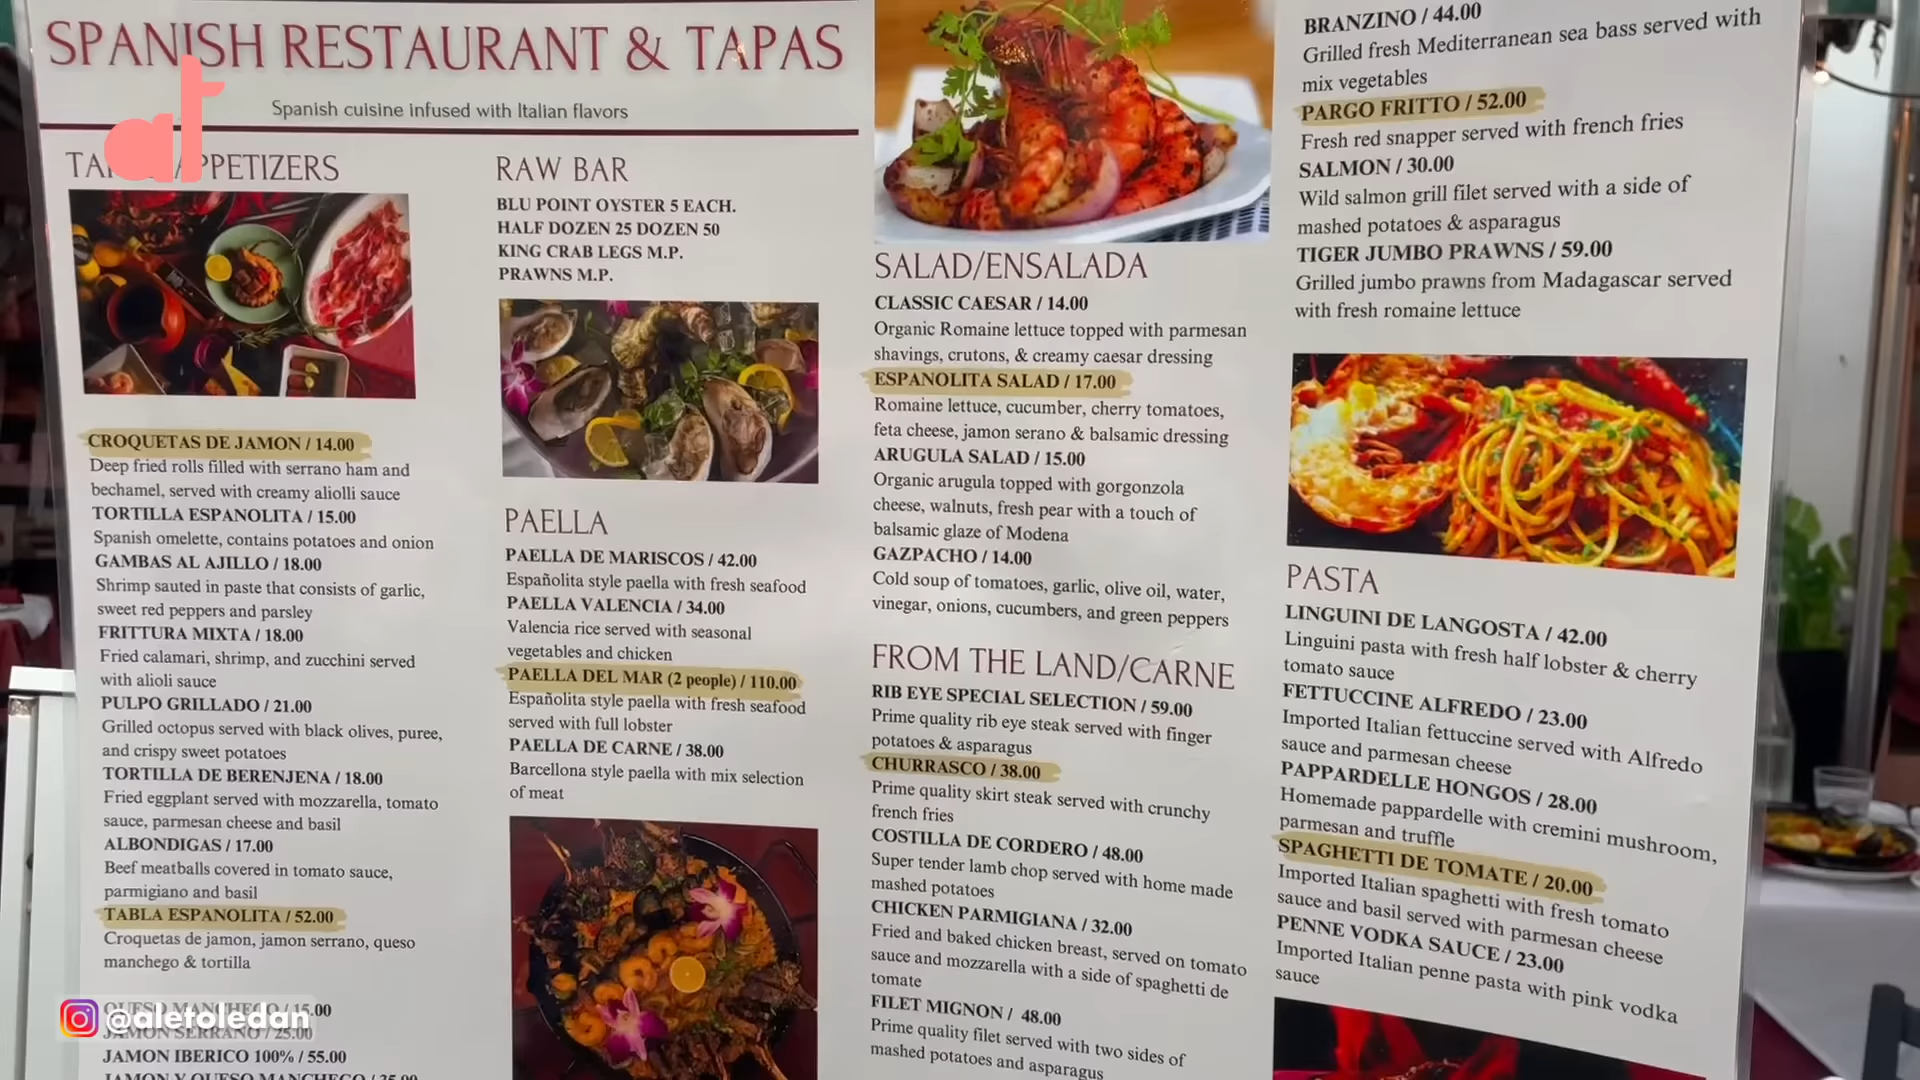 SPANISH RESTAURANT & TAPAS
Spanish cuisine infused with Italian flavors
at
APPETIZERS
CROQUETAS DE JAMON / 14.00
Deep fried rolls filled with serrano ham and
bechamel, served with creamy aliolli sauce
TORTILLA ESPANOLITA / 15.00
Spanish omelette, contains potatoes and onion
GAMBAS AL AJILLO / 18.00
Shrimp sauted in paste that consists of garlic,
sweet red peppers and parsley
FRITTURA MIXTA / 18.00
Fried calamari, shrimp, and zucchini served
with alioli sauce
PULPO GRILLADO / 21.00
Grilled octopus served with black olives, puree,
and crispy sweet potatoes
TORTILLA DE BERENJENA / 18.00
Fried eggplant served with mozzarella, tomato
sauce, parmesan cheese and basil
ALBONDIGAS / 17.00
Beef meatballs covered in tomato sauce,
parmigiano and basil
TABLA ESPANOLITA / 52.00
Croquetas de jamon, jamon serrano, queso
manchego & tortilla
QUESO MANCHEGO / 15.00
JAMON SERRANO / 25.00
@aletoledan
JAMON IBERICO 100% / 55.00
JAMON Y QUESO MANCHEGO / 35.00
RAW BAR
BLU POINT OYSTER 5 EACH.
HALF DOZEN 25 DOZEN 50
KING CRAB LEGS M.P.
PRAWNS M.P.
PAELLA
PAELLA DE MARISCOS / 42.00
Españolita style paella with fresh seafood
PAELLA VALENCIA / 34.00
Valencia rice served with seasonal
vegetables and chicken
PAELLA DEL MAR (2 people) / 110.00
Españolita style paella with fresh seafood
served with full lobster
PAELLA DE CARNE / 38.00
Barcellona style paella with mix selection
of meat
SALAD/ENSALADA
CLASSIC CAESAR / 14.00
Organic Romaine lettuce topped with parmesan
shavings, crutons, & creamy caesar dressing
ESPANOLITA SALAD / 17.00
Romaine lettuce, cucumber, cherry tomatoes,
feta cheese, jamon serano & balsamic dressing
ARUGULA SALAD / 15.00
Organic arugula topped with gorgonzola
cheese, walnuts, fresh pear with a touch of
balsamic glaze of Modena
GAZPACHO / 14.00
Cold soup of tomatoes, garlic, olive oil, water,
vinegar, onions, cucumbers, and green peppers
FROM THE LAND/CARNE
RIB EYE SPECIAL SELECTION / 59.00
Prime quality rib eye steak served with finger
potatoes & asparagus
CHURRASCO / 38.00
Prime quality skirt steak served with crunchy
french fries
COSTILLA DE CORDERO / 48.00
Super tender lamb chop served with home made
mashed potatoes
CHICKEN PARMIGIANA / 32.00
Fried and baked chicken breast, served on tomato
sauce and mozzarella with a side of spaghetti de
tomate
FILET MIGNON / 48.00
Prime quality filet served with two sides of
mashed potatoes and asparagus
BRANZINO / 44.00
Grilled fresh Mediterranean sea bass served with
mix vegetables
PARGO FRITTO / 52.00
Fresh red snapper served with french fries
SALMON / 30.00
Wild salmon grill filet served with a side of
mashed potatoes & asparagus
TIGER JUMBO PRAWNS / 59.00
Grilled jumbo prawns from Madagascar served
with fresh romaine lettuce
PASTA
LINGUINI DE LANGOSTA / 42.00
Linguini pasta with fresh half lobster & cherry
tomato sauce
FETTUCCINE ALFREDO / 23.00
Imported Italian fettuccine served with Alfredo
sauce and parmesan cheese
PAPPARDELLE HONGOS / 28.00
Homemade pappardelle with cremini mushroom,
parmesan and truffle
SPAGHETTI DE TOMATE / 20.00
Imported Italian spaghetti with fresh tomato
sauce and basil served with parmesan cheese
PENNE VODKA SAUCE / 23.00
Imported Italian penne pasta with pink vodka
sauce